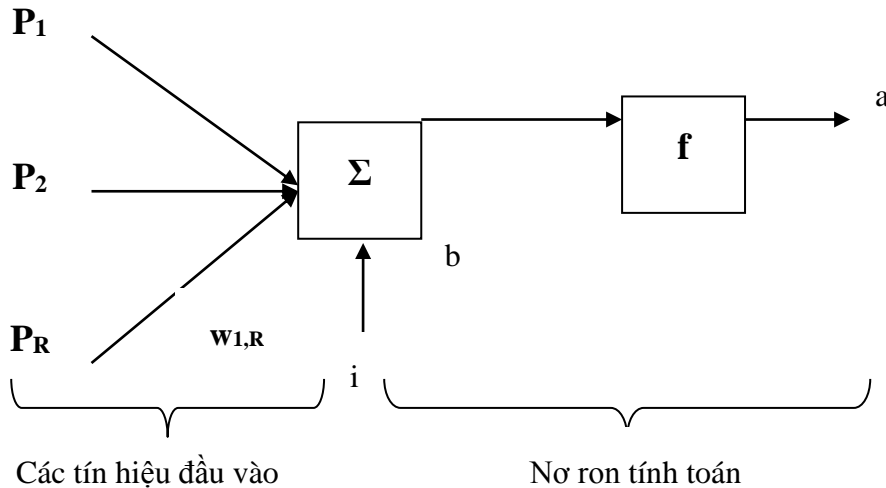 P1
a
f
Σ
P2
b
w1,R
PR
i
Các tín hiệu đầu vào
Nơ ron tính toán